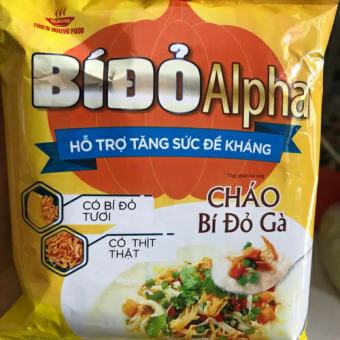 THIEN HUONG FOOD
BÍ ĐỎ Alpha
HỖ TRỢ TĂNG SỨC ĐỀ KHÁNG
CHÁO
Bí Đỏ Gà
CÓ BÍ ĐỎ
TƯƠI
CÓ THỊT
THẬT